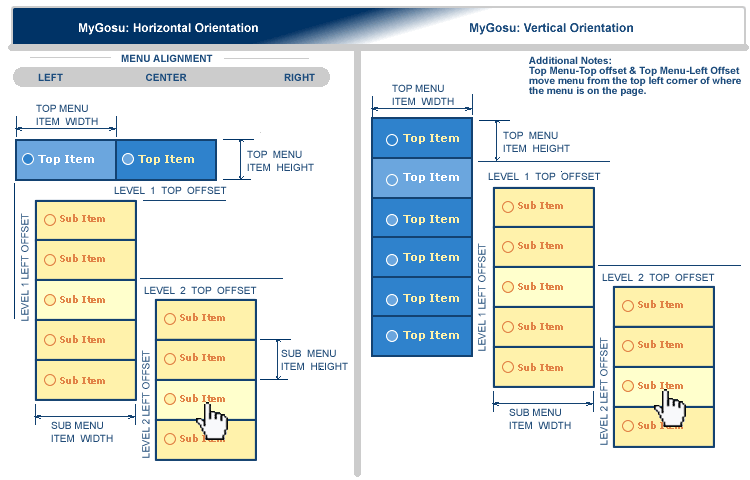 MyGosu: Horizontal Orientation
MENU ALIGNMENT
LEFT CENTER RIGHT
TOP MENU
ITEM WIDTH
Top Item
Top Item
TOP MENU
ITEM HEIGHT
LEVEL 1 TOP OFFSET
LEVEL 1 LEFT OFFSET
Sub Item
Sub Item
Sub Item
Sub Item
Sub Item
SUB MENU
ITEM WIDTH
LEVEL 2 TOP OFFSET
LEVEL 2 LEFT OFFSET
Sub Item
Sub Item
Sub Item
Sub Item
SUB MENU
ITEM HEIGHT
MyGosu: Vertical Orientation
Additional Notes:
Top Menu-Top offset & Top Menu-Left Offset
move menu from the top left corner of where
the menu is on the page.
TOP MENU
ITEM WIDTH
Top Item
Top Item
Top Item
Top Item
Top Item
Top Item
TOP MENU
ITEM HEIGHT
LEVEL 1 TOP OFFSET
LEVEL 1 LEFT OFFSET
Sub Item
Sub Item
Sub Item
Sub Item
Sub Item
SUB MENU
ITEM WIDTH
LEVEL 2 TOP OFFSET
LEVEL 2 LEFT OFFSET
Sub Item
Sub Item
Sub Item
Sub Item